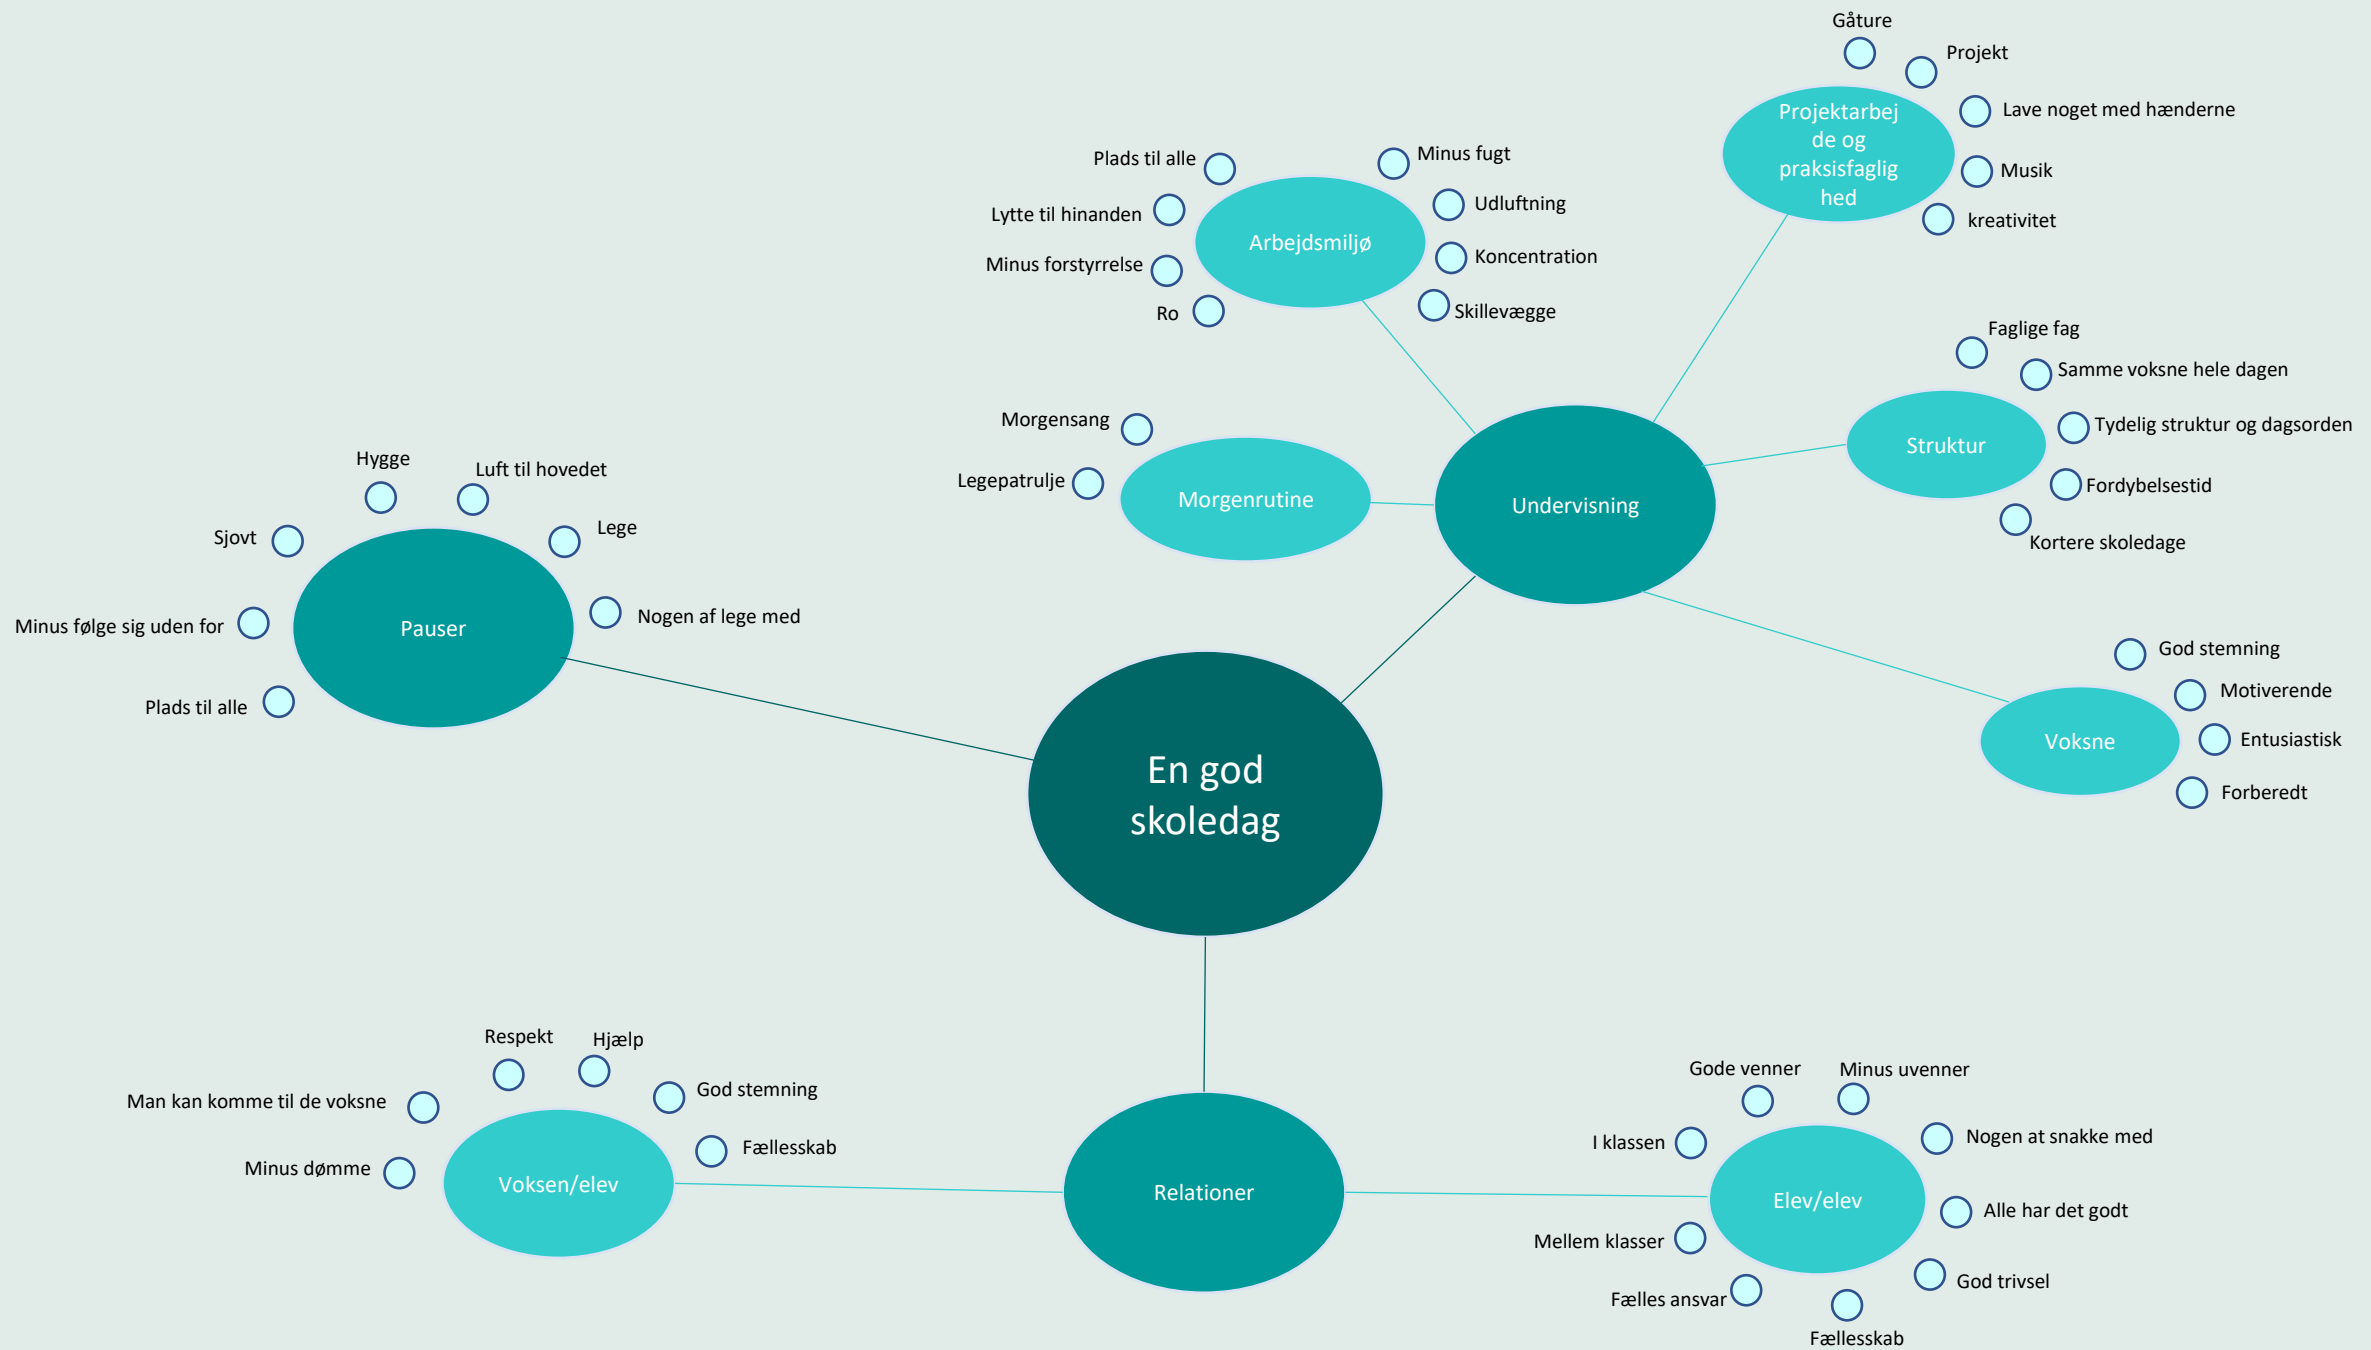 Gåture
Projekt
Lave noget med hænderne
Musik
kreativitet
Projektarbej
de og
praksisfaglig
hed
Plads til alle
Lytte til hinanden
Minus forstyrrelse
Ro
Arbejdsmiljø
Minus fugt
Udluftning
Koncentration
Skillevægge
Faglige fag
Samme voksne hele dagen
Tydelig struktur og dagsorden
Fordybelsestid
Kortere skoledage
Struktur
Morgensang
Legepatrulje
Morgenrutine
Undervisning
Hygge
Luft til hovedet
Sjovt
Lege
Minus følge sig uden for
Nogen af lege med
Plads til alle
Pauser
God stemning
Motiverende
Entusiastisk
Forberedt
Voksne
En god
skoledag
Respekt
Hjælp
Man kan komme til de voksne
God stemning
Minus dømme
Fællesskab
Voksen/elev
Relationer
Gode venner
Minus uvenner
I klassen
Nogen at snakke med
Elev/elev
Alle har det godt
Mellem klasser
God trivsel
Fælles ansvar
Fællesskab